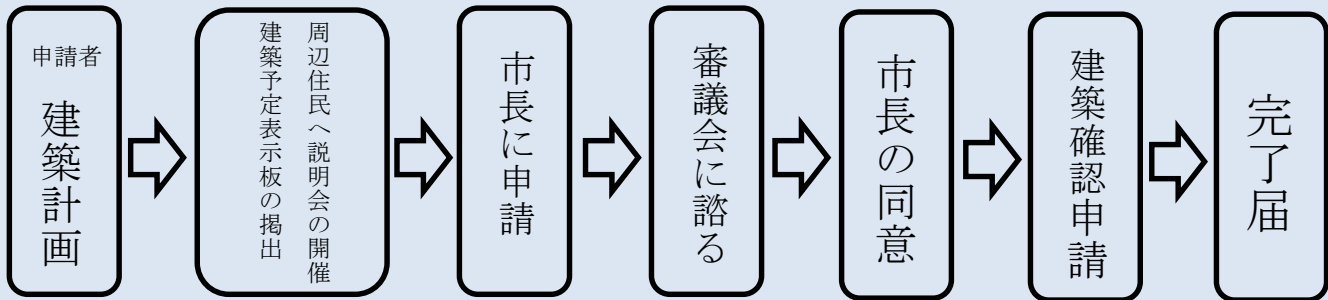 申請者
建築計画
周辺住民へ説明会の開催
建築予定表示板の掲出
市長に申請
審議会に諮る
市長の同意
建築確認申請
完了届